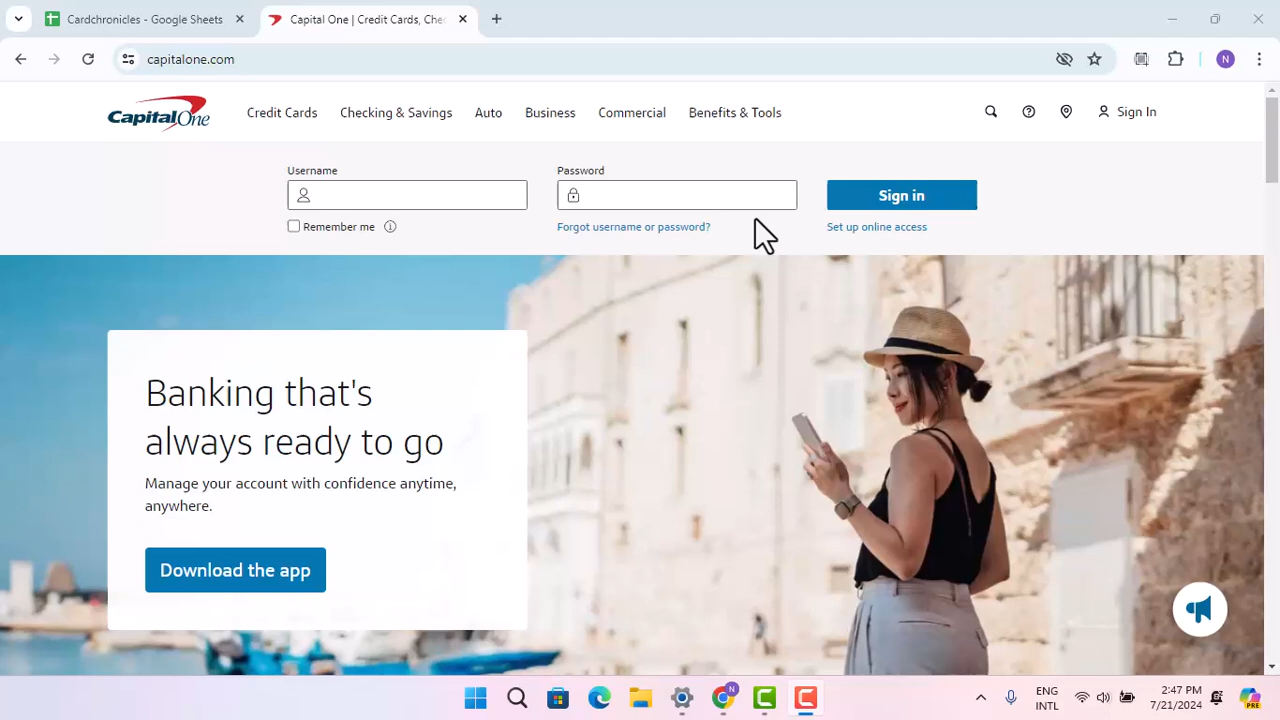 Cardchronicles - Google Sheets
Capital One | Credit Cards, Che
capitalone.com
N
CapitalOne
Credit Cards
Checking & Savings
Auto
Business
Commercial
Benefits & Tools
Sign In
Username
Password
Sign in
Remember me
Forgot username or password?
Set up online access
Banking that's
always ready to go
Manage your account with confidence anytime,
anywhere.
Download the app
N
ENG
INTL
2:47 PM
7/21/2024
PRE